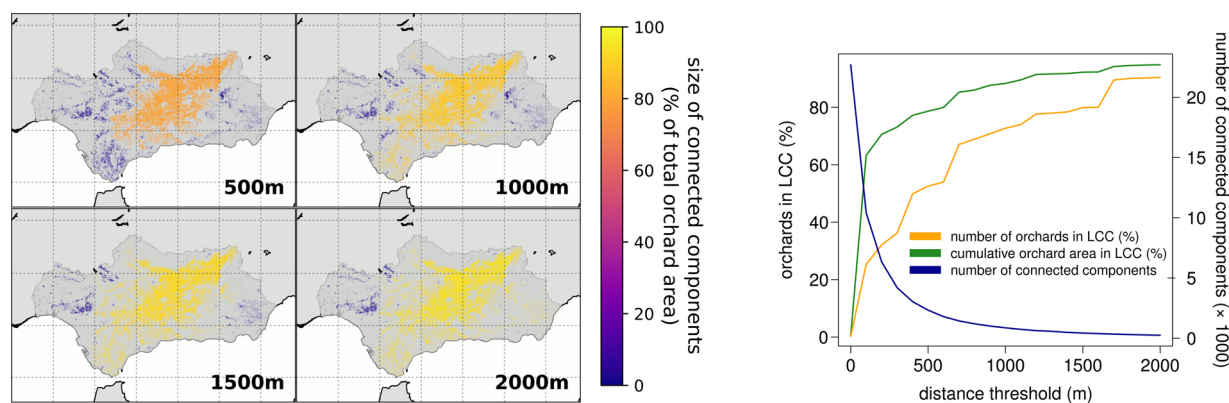 500m
1000m
1500m
2000m
100
80
60
40
20
0
size of connected components
(% of total orchard area)
orchards in LCC (%)
80
60
40
20
0
number of orchards in LCC (%)
cumulative orchard area in LCC (%)
number of connected components
0
500
1000
1500
2000
distance threshold (m)
20
15
10
5
0
number of connected components (× 1000)